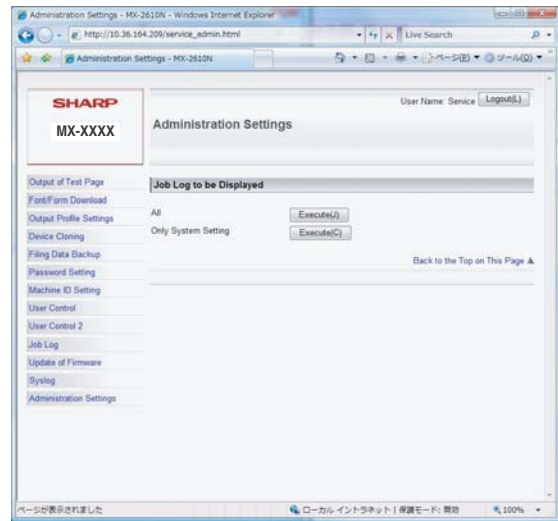 Administration Settings - MX-2610N - Windows Internet Explorer
http://10.36.164.209/service_admin.html
Live Search
Administration Settings - MX-2610N
ページ(P)
ツール(O)
SHARP
MX-XXXX
User Name: Service
Logout(L)
Administration Settings
Output of Test Page
Font/Form Download
Output Profile Settings
Device Cloning
Filing Data Backup
Password Setting
Machine ID Setting
User Control
User Control 2
Job Log
Update of Firmware
Syslog
Administration Settings
Job Log to be Displayed
All
Execute(J)
Only System Setting
Execute(C)
Back to the Top on This Page ▲
ページが表示されました
ローカル イントラネット | 保護モード: 無効
100%